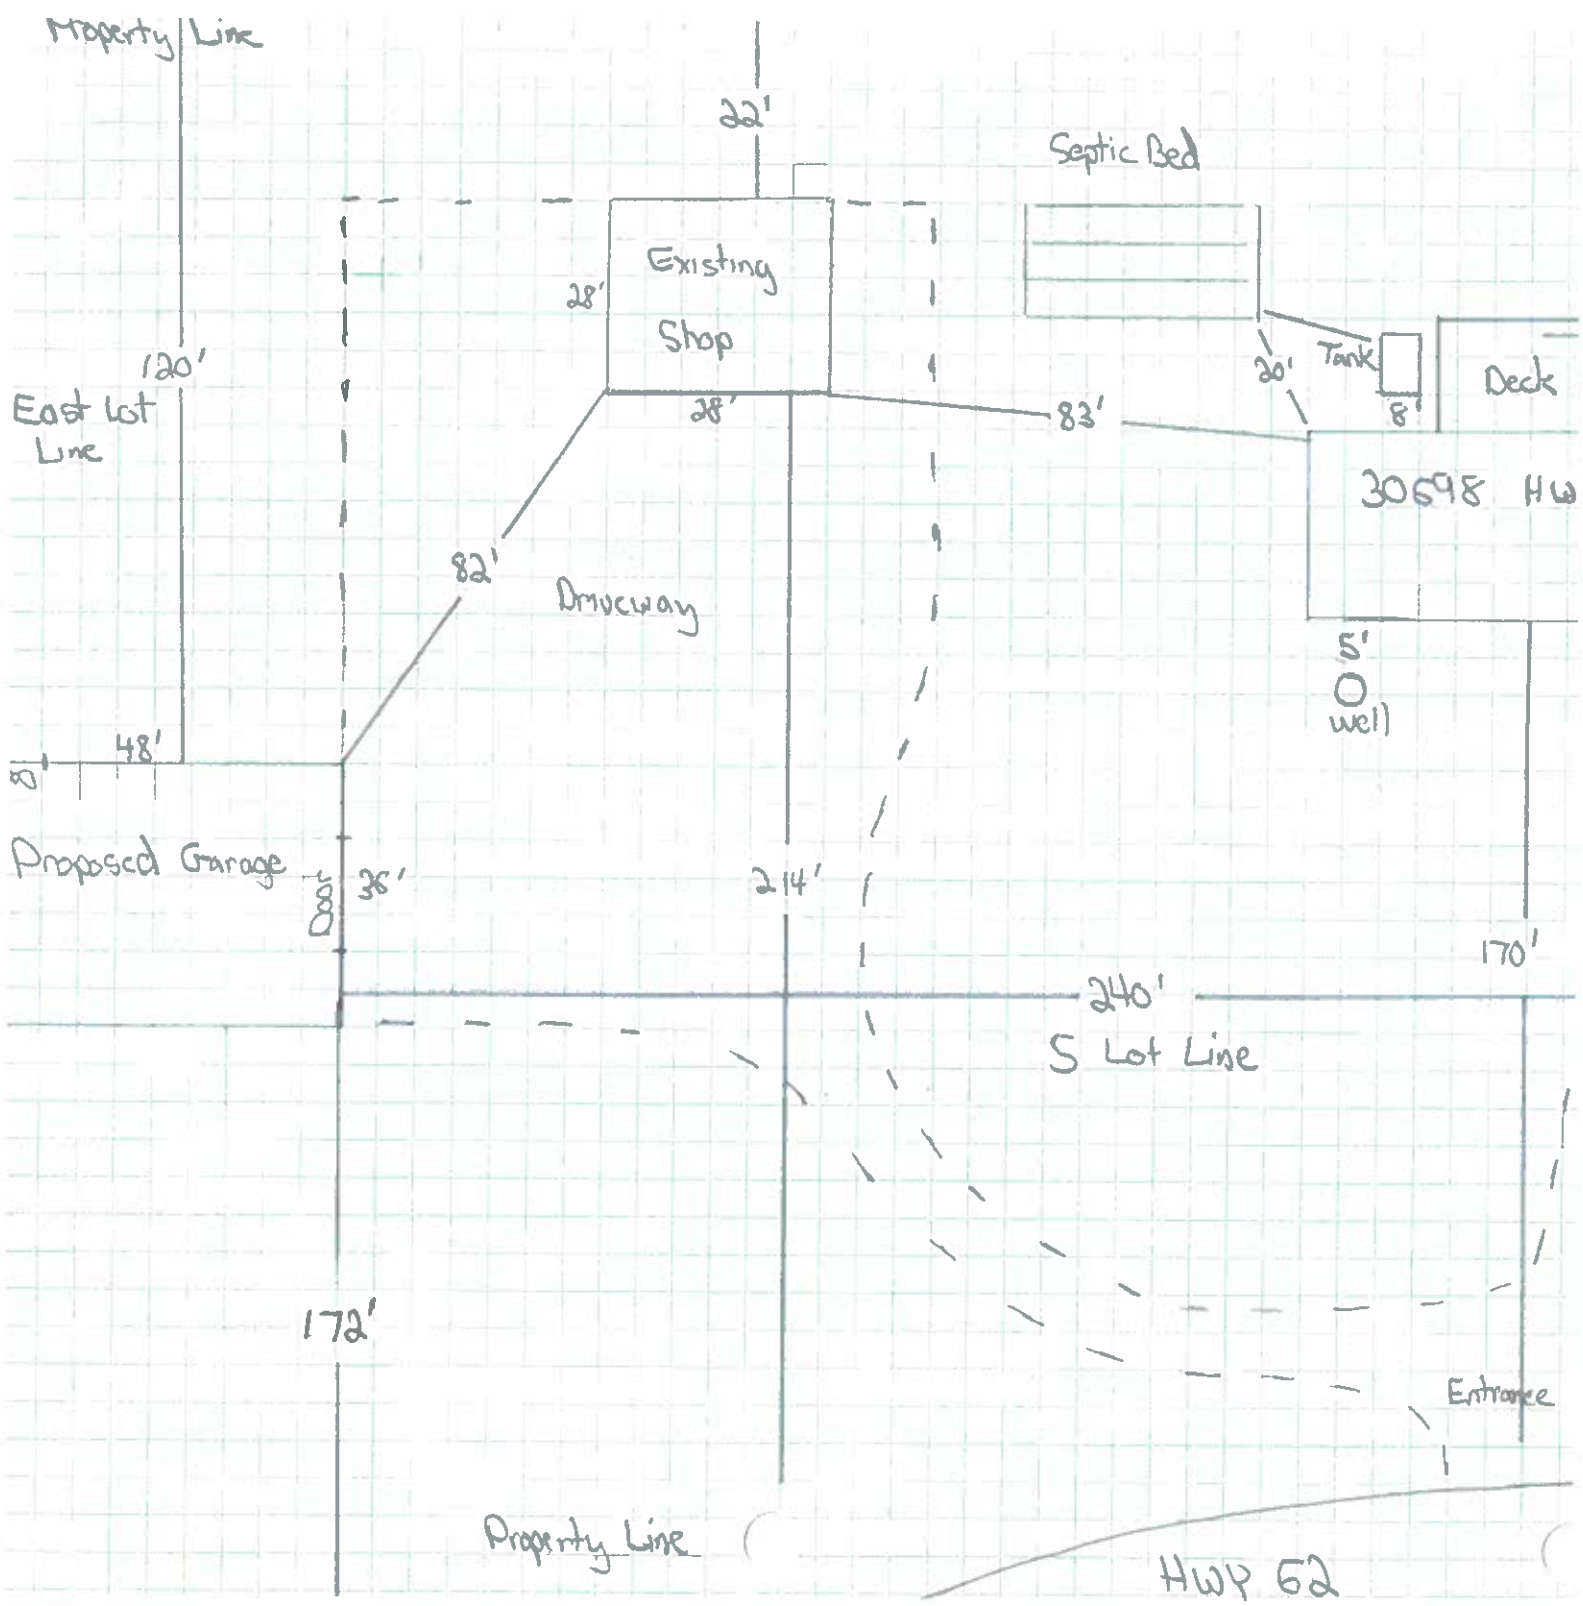 Property Line
22'
Septic Bed
Existing
Shop
28'
28'
120'
East Lot
Line
20'
Tank
8'
Deck
83'
30698 HW
82'
Driveway
5'
well
48'
8
Proposed Garage
36'
214'
170'
240'
S Lot Line
172'
Entrance
Property Line
HWY 62